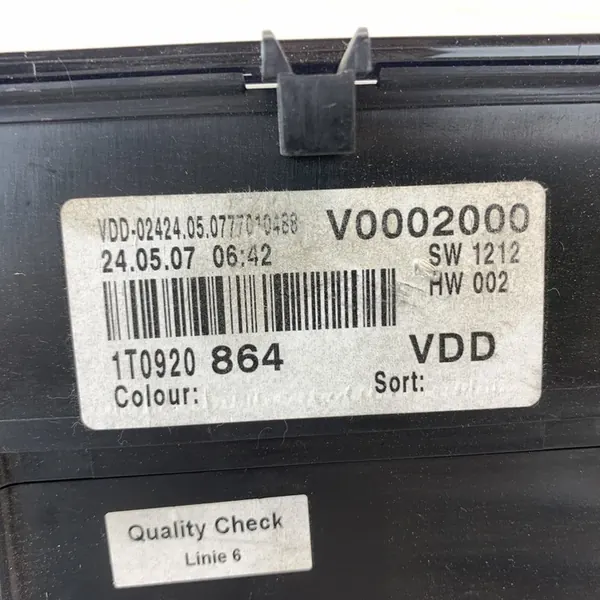 VDD-02424.05.0777010488 V0002000
24.05.07 06:42 SW 1212
HW 002
1T0920 864 VDD
Colour: Sort:
Quality Check
Linie 6